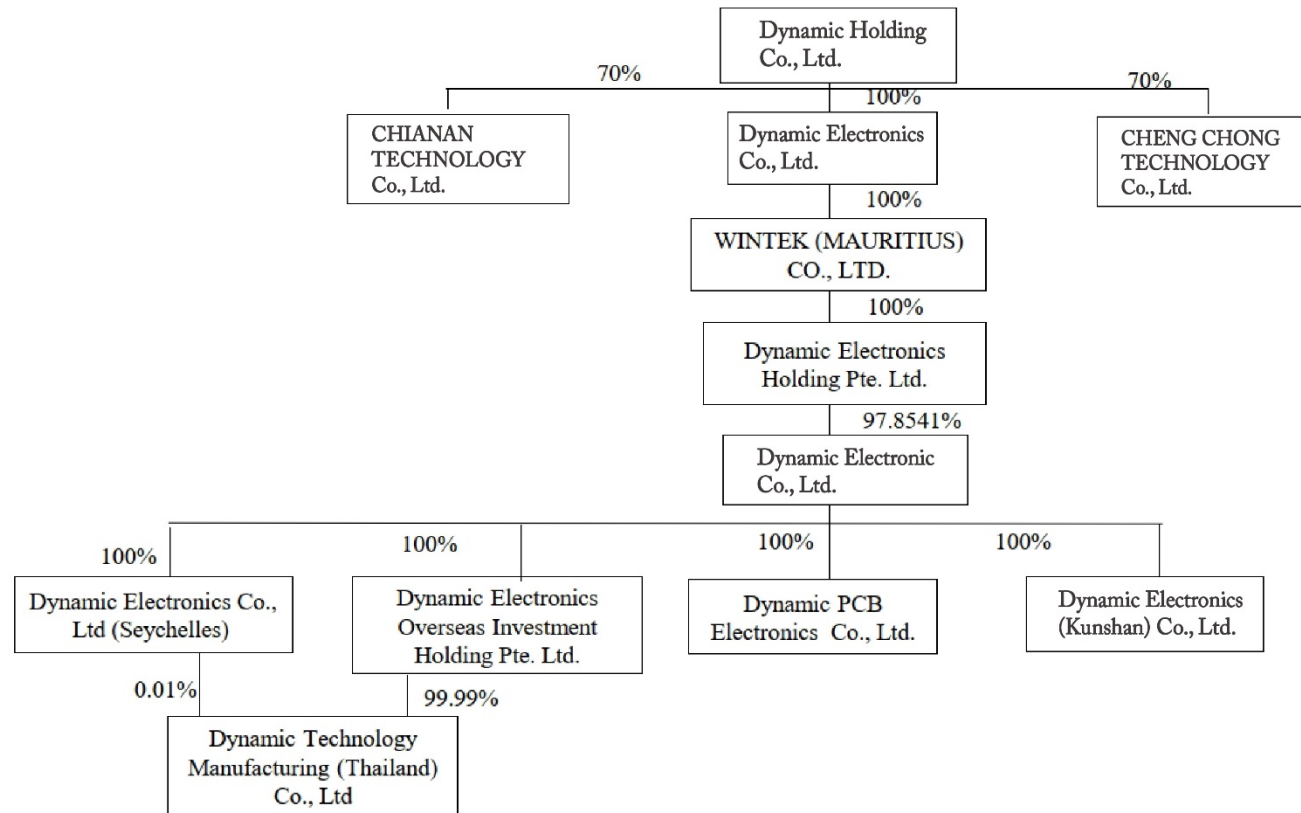 Dynamic Holding
Co., Ltd.
70%
100%
70%
CHIANAN
TECHNOLOGY
Co., Ltd.
Dynamic Electronics
Co., Ltd.
CHENG CHONG
TECHNOLOGY
Co., Ltd.
100%
WINTEK (MAURITIUS)
CO., LTD.
100%
Dynamic Electronics
Holding Pte. Ltd.
97.8541%
Dynamic Electronic
Co., Ltd.
100%
100%
100%
100%
Dynamic Electronics Co.,
Ltd (Seychelles)
Dynamic Electronics
Overseas Investment
Holding Pte. Ltd.
Dynamic PCB
Electronics Co., Ltd.
Dynamic Electronics
(Kunshan) Co., Ltd.
0.01%
99.99%
Dynamic Technology
Manufacturing (Thailand)
Co., Ltd